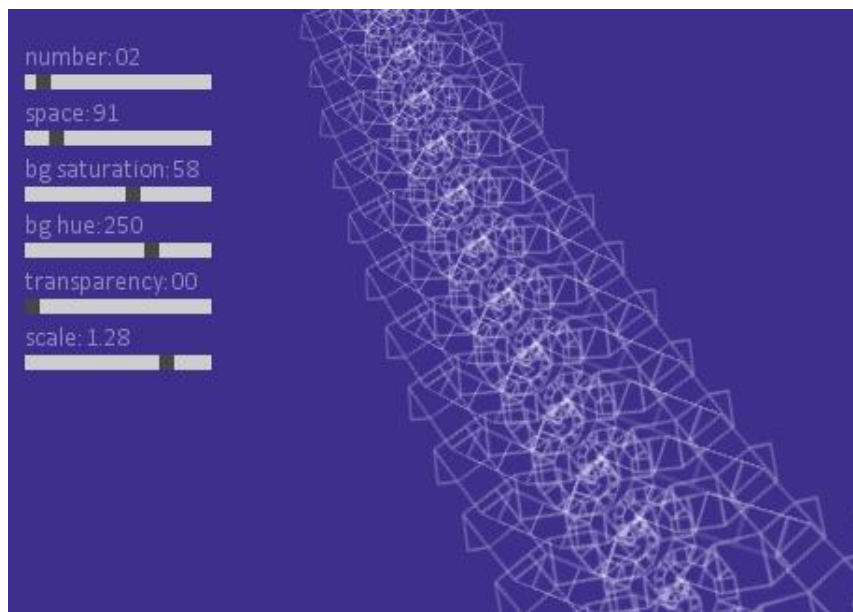 number: 02
space: 91
bg saturation: 58
bg hue: 250
transparency: 00
scale: 1.28